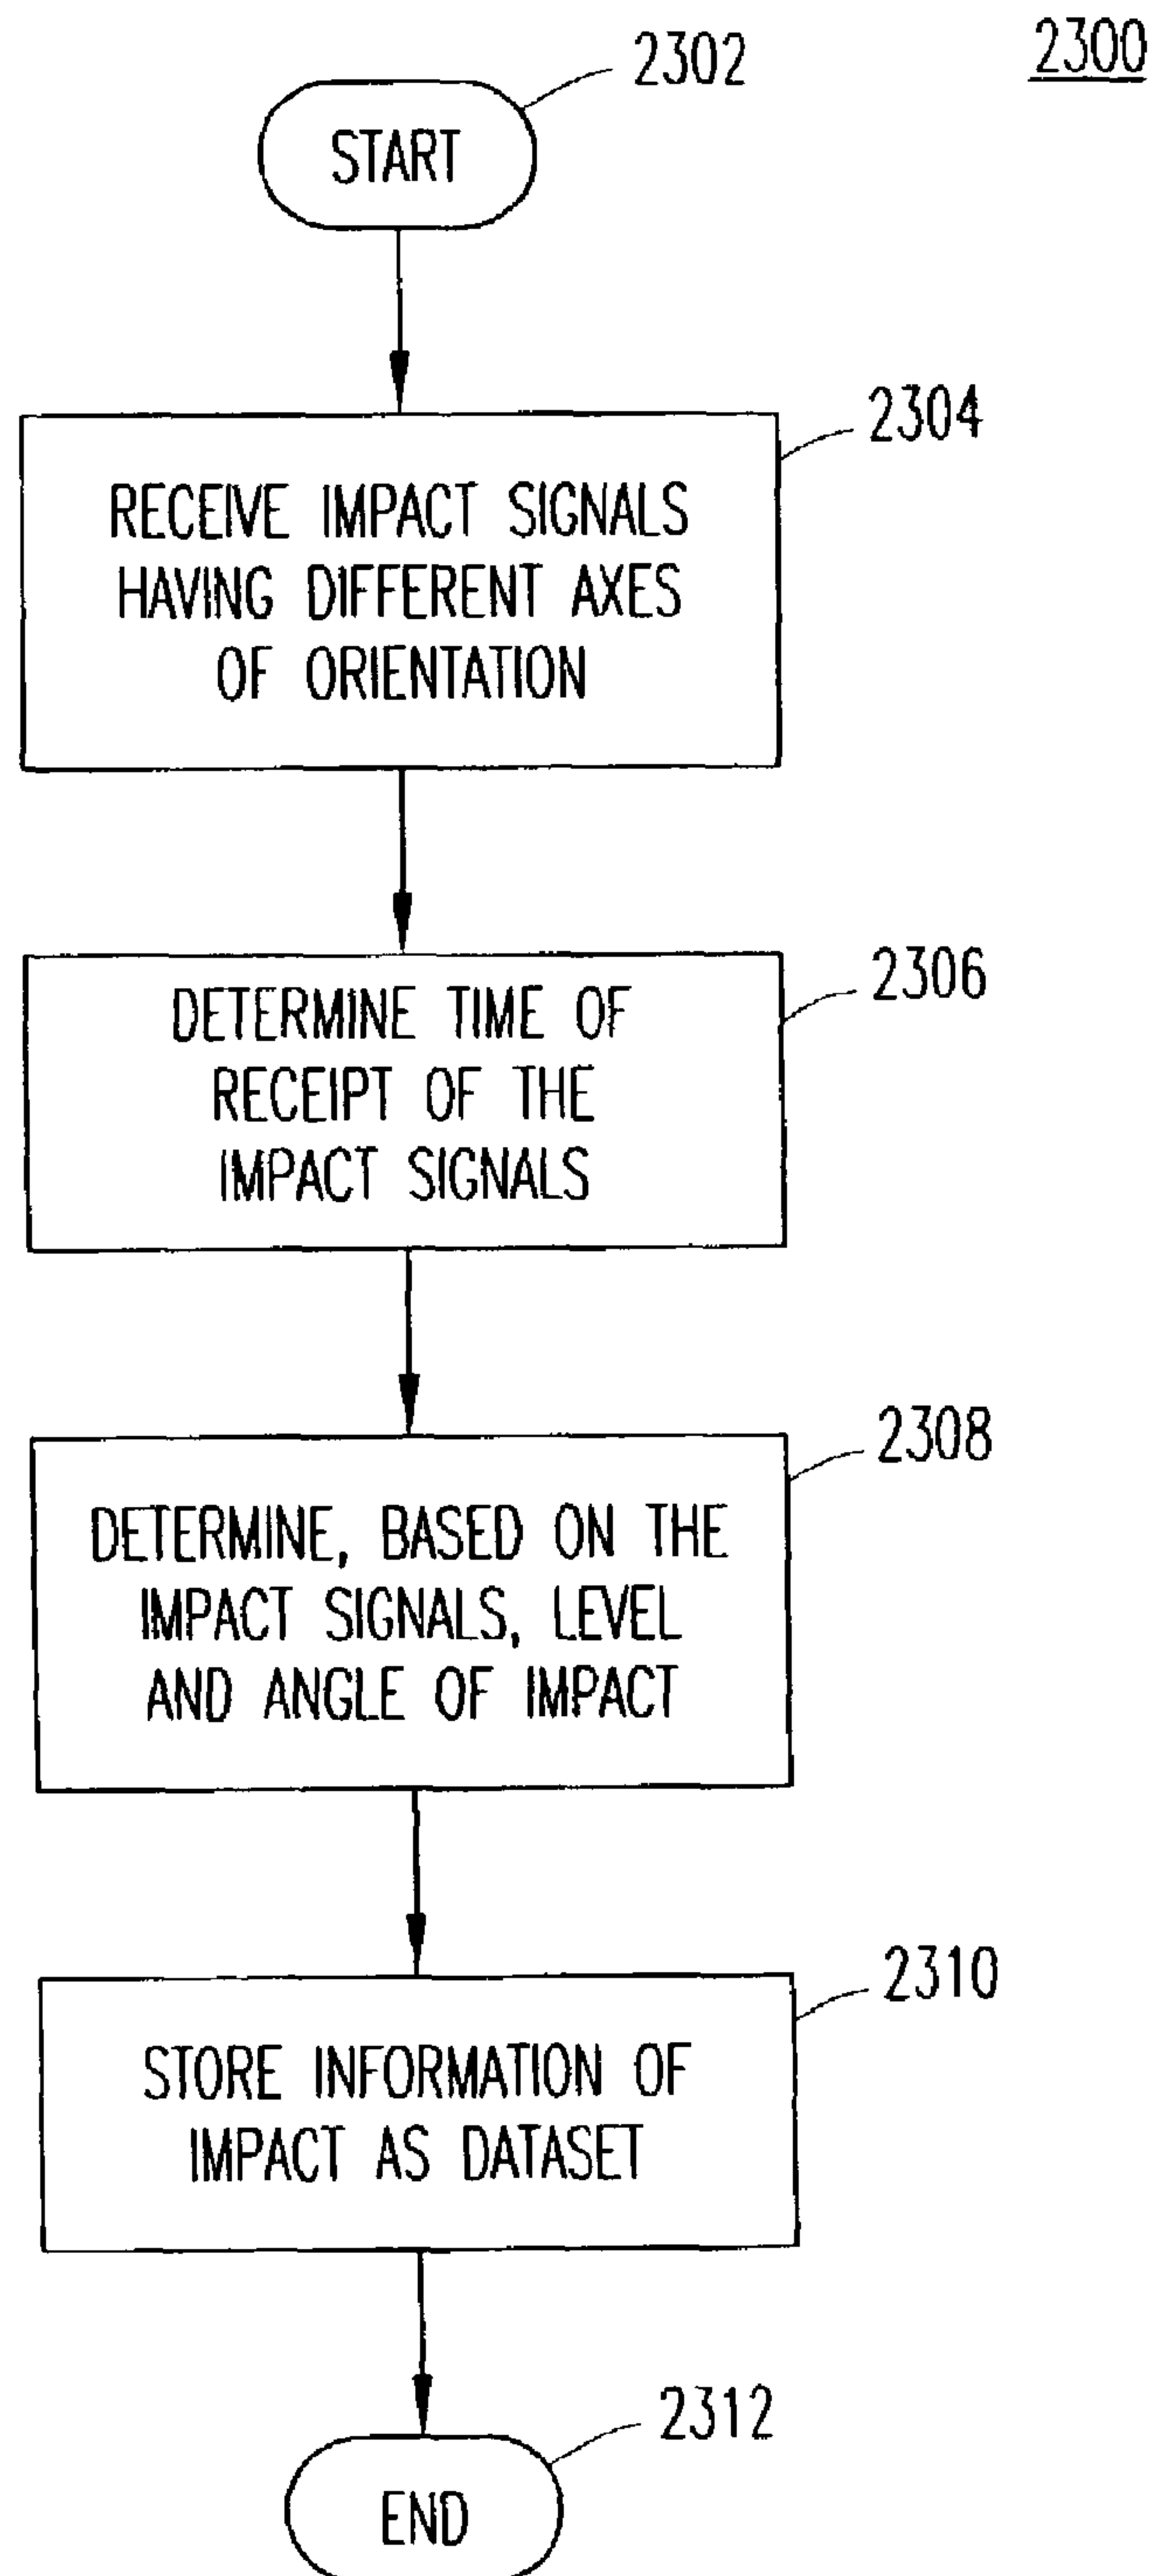 2300
2302
START
2304
RECEIVE IMPACT SIGNALS
HAVING DIFFERENT AXES
OF ORIENTATION
2306
DETERMINE TIME OF
RECEIPT OF THE
IMPACT SIGNALS
2308
DETERMINE, BASED ON THE
IMPACT SIGNALS, LEVEL
AND ANGLE OF IMPACT
2310
STORE INFORMATION OF
IMPACT AS DATASET
2312
END